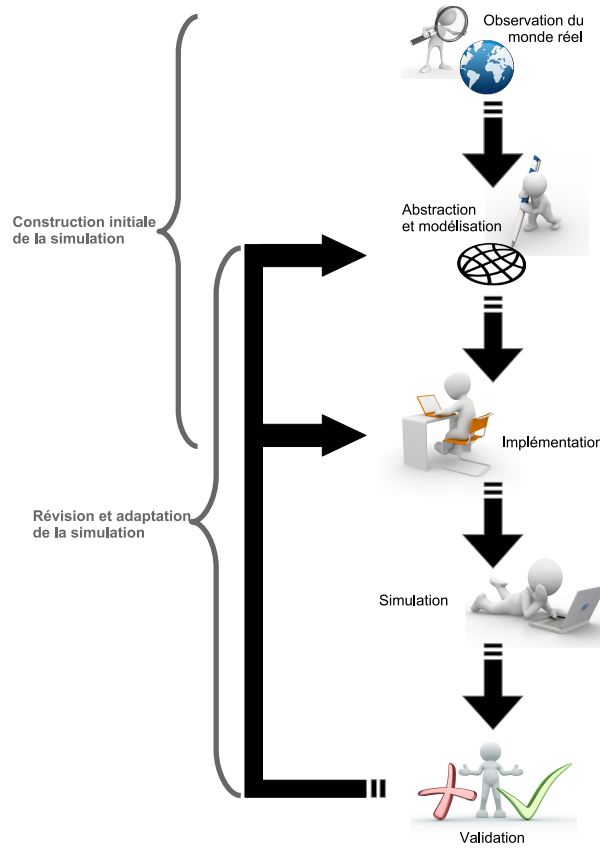 Observation du
monde réel
Abstraction
et modélisation
Construction initiale
de la simulation
Implémentation
Révision et adaptation
de la simulation
Simulation
Validation